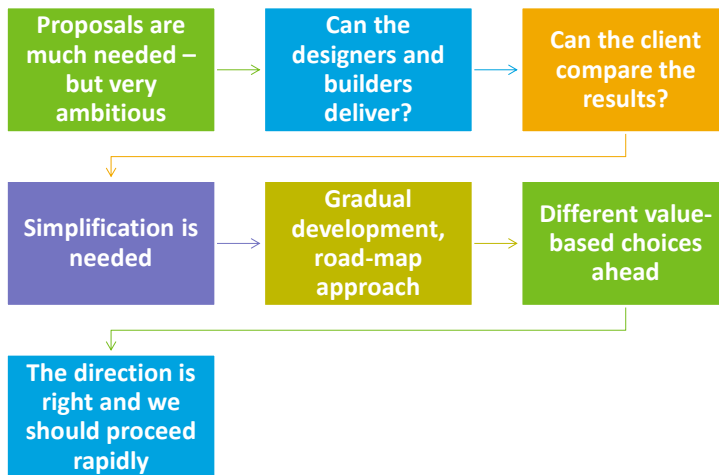 Proposals are
much needed –
but very
ambitious
Can the
designers and
builders
deliver?
Can the client
compare the
results?
Simplification is
needed
Gradual
development,
road-map
approach
Different value-
based choices
ahead
The direction is
right and we
should proceed
rapidly